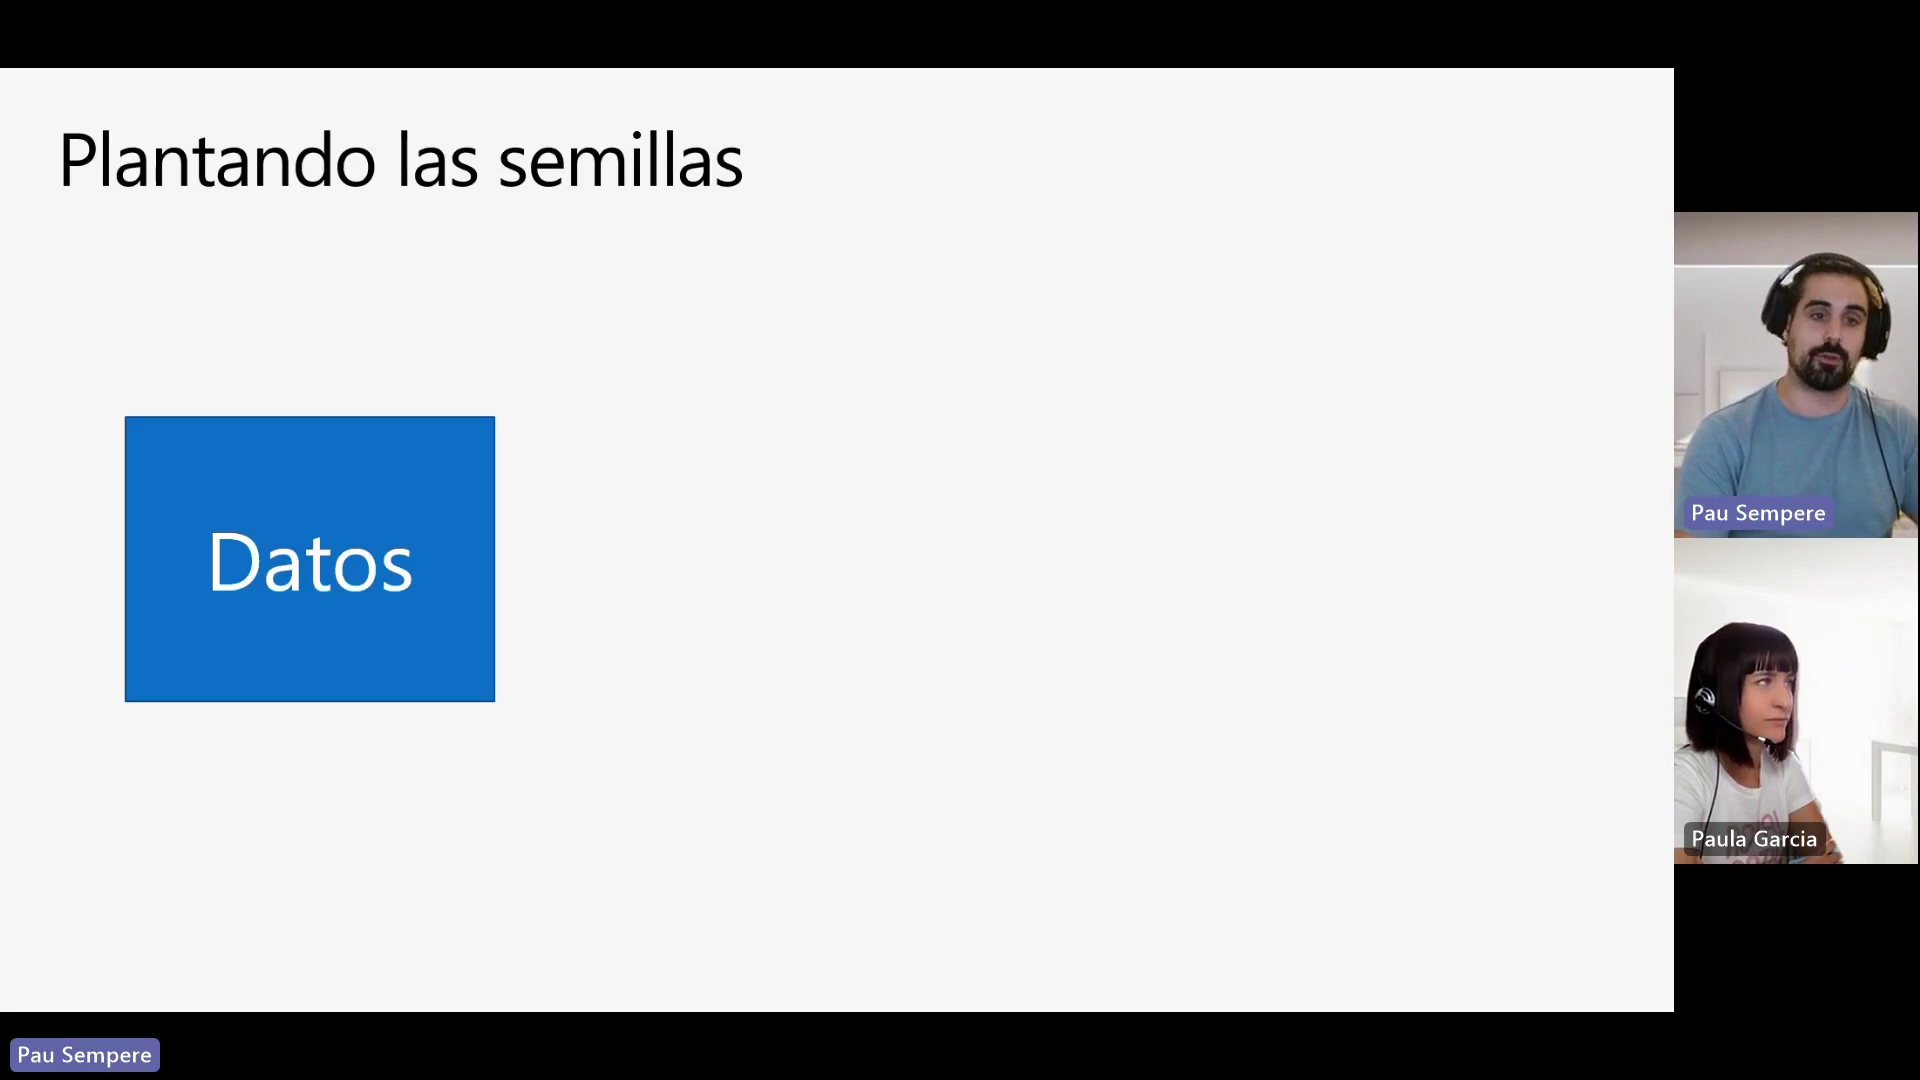 Plantando las semillas
Datos
Pau Sempere
Paula Garcia
Pau Sempere